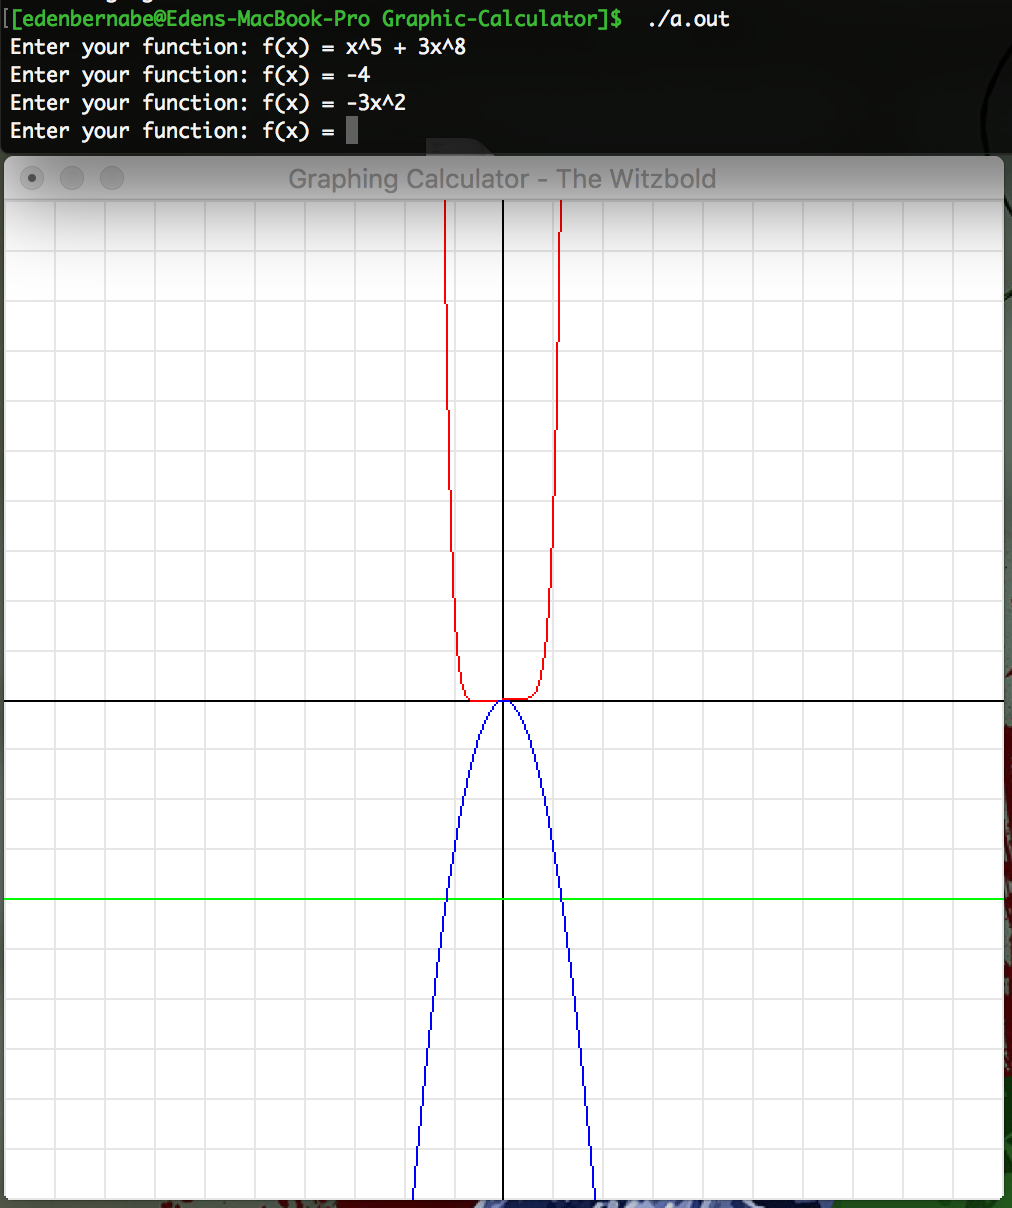 [[edenbernabe@Edens-MacBook-Pro Graphic-Calculator]$ ./a.out
Enter your function: f(x) = x^5 + 3x^8
Enter your function: f(x) = -4
Enter your function: f(x) = -3x^2
Enter your function: f(x) =
Graphing Calculator - The Witzbold